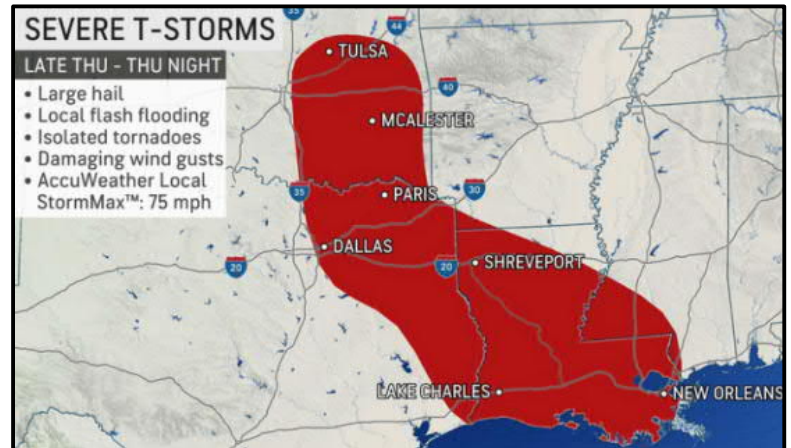 SEVERE T-STORMS
LATE THU - THU NIGHT
• Large hail
• Local flash flooding
• Isolated tornadoes
• Damaging wind gusts
• AccuWeather Local
StormMax™: 75 mph
35
44
TULSA
40
MCALESTER
35
PARIS
30
DALLAS
20
20
SHREVEPORT
LAKE CHARLES
NEW ORLEANS